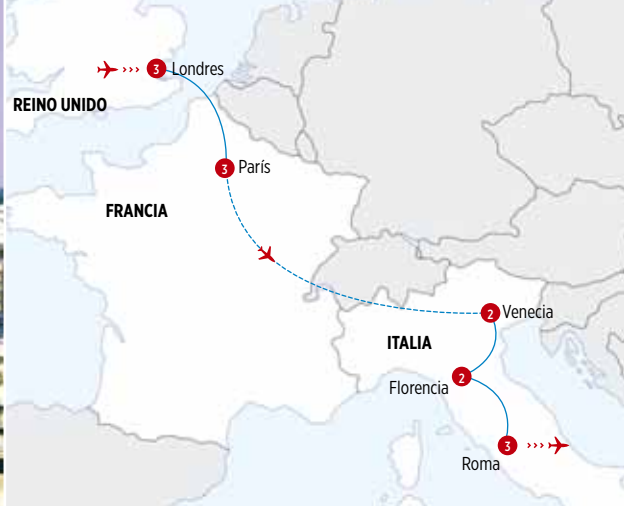 3 Londres
REINO UNIDO
3 París
FRANCIA
2 Venecia
ITALIA
2
Florencia
3
Roma